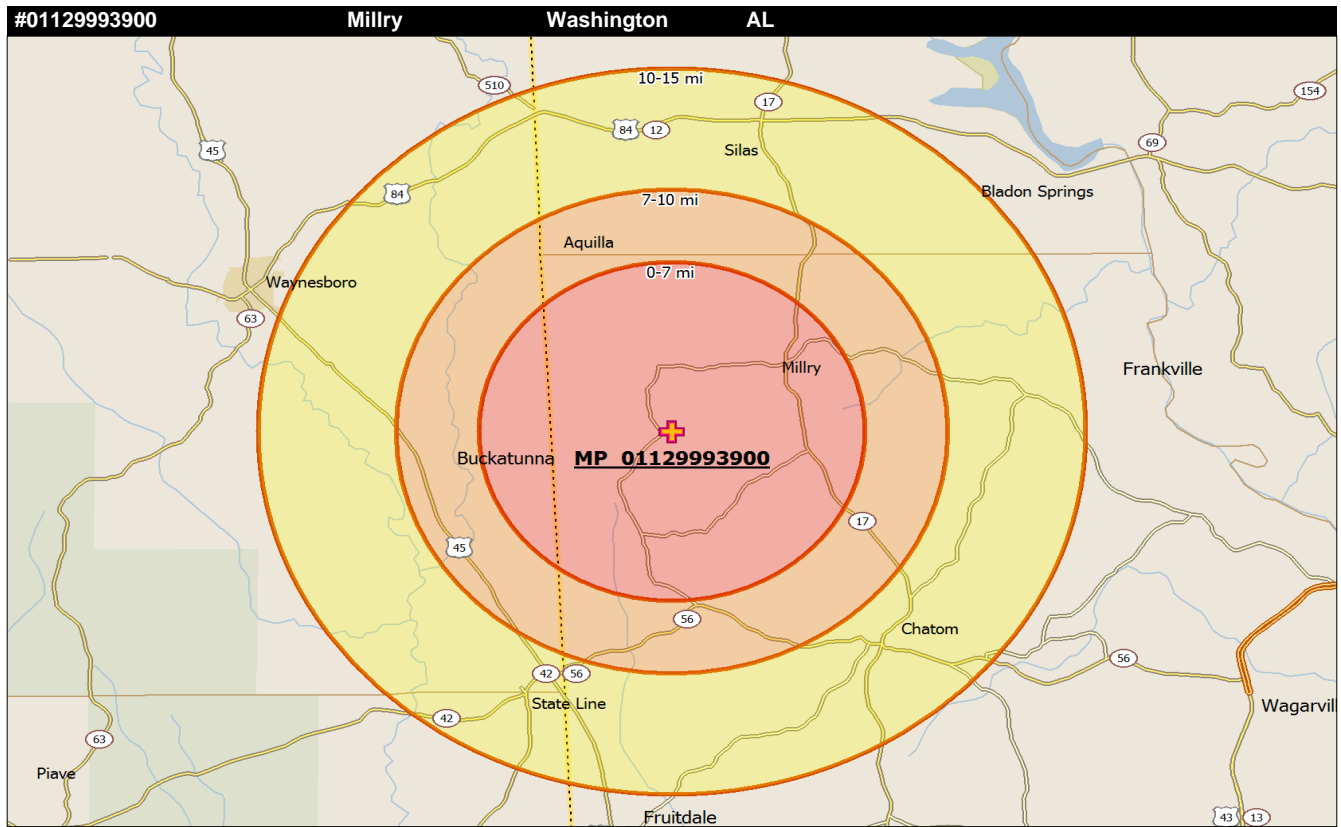 #01129993900 Millry Washington AL
10-15 mi
510
17
154
84 12
45
69
Silas
84
Bladon Springs
7-10 mi
Aquilla
0-7 mi
Waynesboro
63
Millry
Frankville
Buckatunna MP 01129993900
17
45
56
Chatom
56
42 56
State Line
Wagarvill
42
63
Piave
Fruitdale
43 13